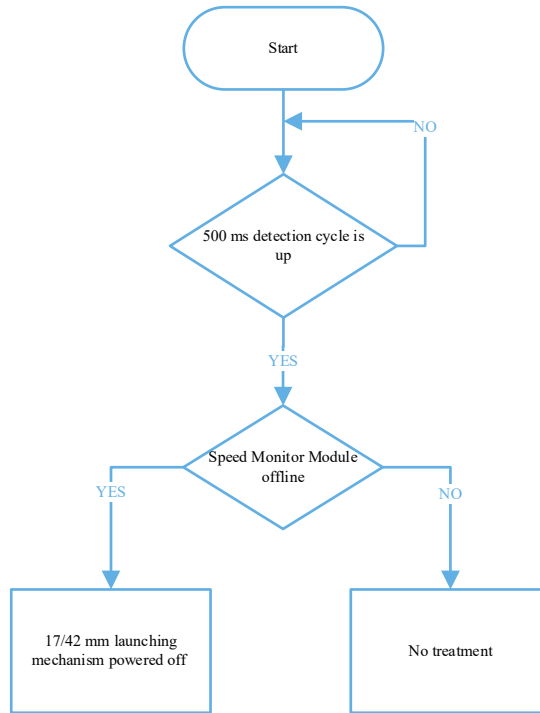 Start
NO
500 ms detection cycle is
up
YES
Speed Monitor Module
offline
YES
NO
17/42 mm launching
mechanism powered off
No treatment